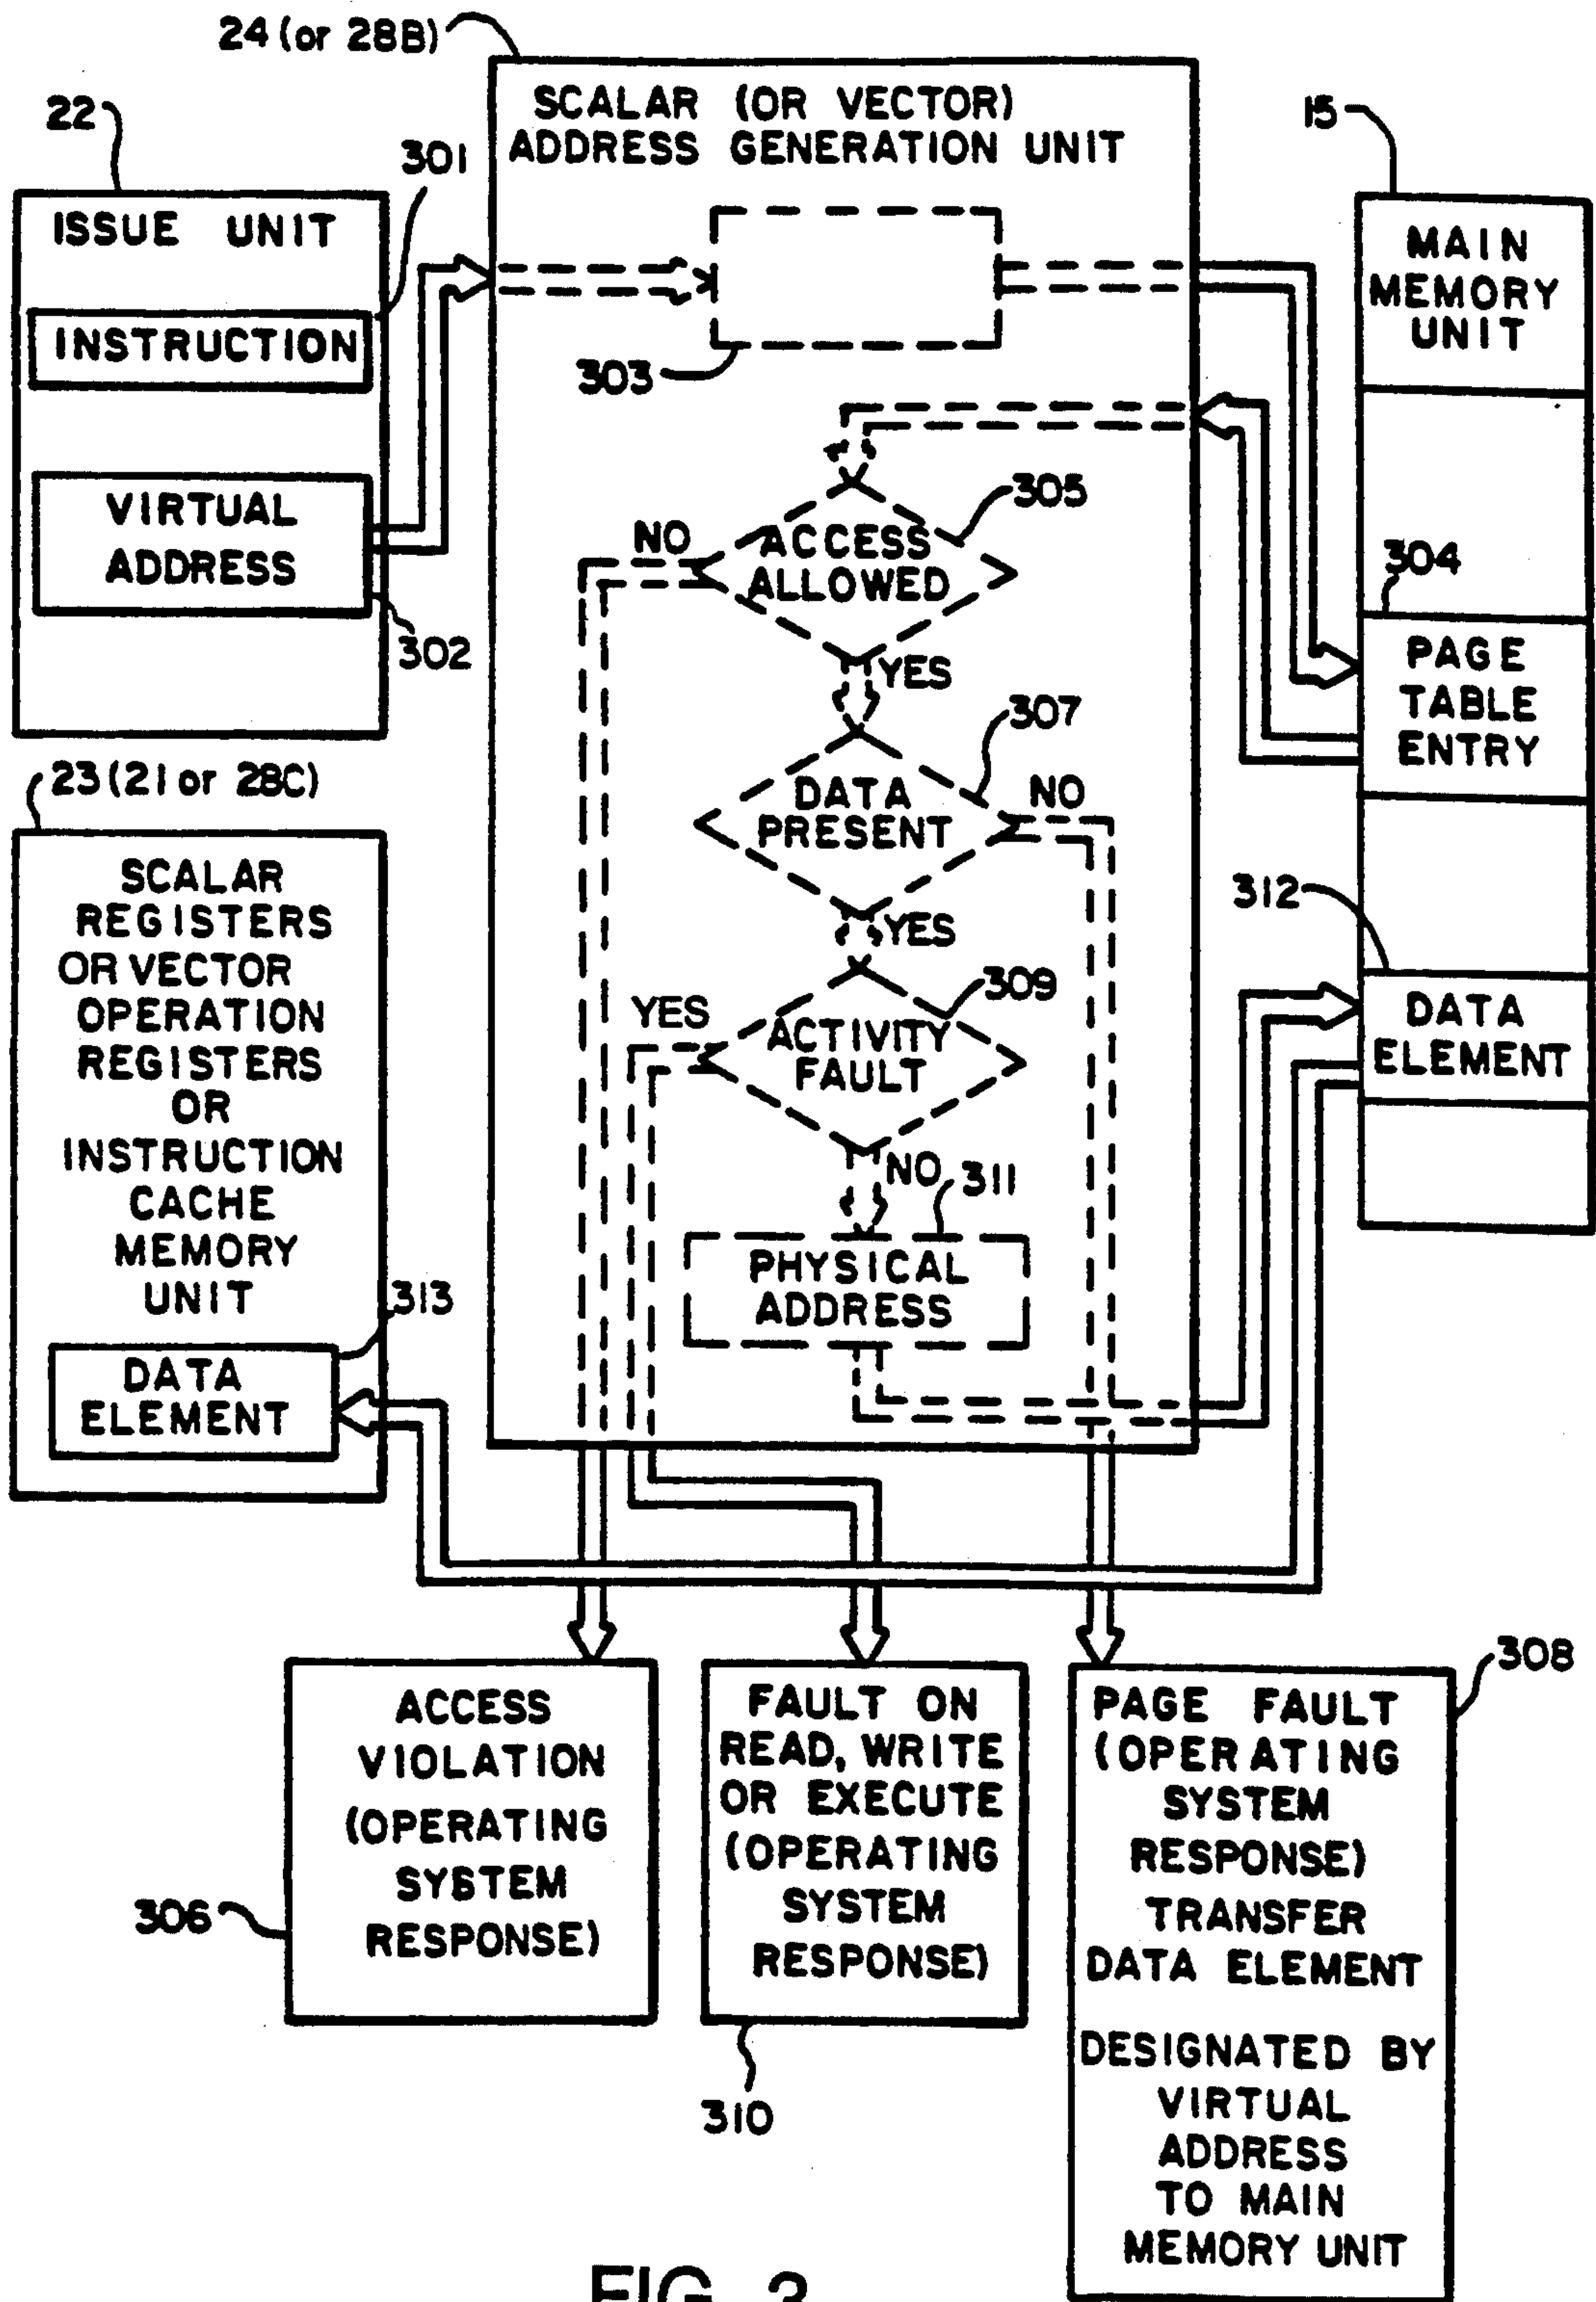 24 (or 28B)
SCALAR (OR VECTOR)
ADDRESS GENERATION UNIT
22
301
ISSUE UNIT
INSTRUCTION
VIRTUAL
ADDRESS
302
303
15
MAIN
MEMORY
UNIT
304
PAGE
TABLE
ENTRY
312
DATA
ELEMENT
305
NO
ACCESS
ALLOWED
YES
307
DATA
PRESENT
NO
YES
309
YES
ACTIVITY
FAULT
NO
311
PHYSICAL
ADDRESS
23 (21 or 28C)
SCALAR
REGISTERS
OR VECTOR
OPERATION
REGISTERS
OR
INSTRUCTION
CACHE
MEMORY
UNIT
313
DATA
ELEMENT
ACCESS
VIOLATION
(OPERATING
SYSTEM
RESPONSE)
306
FAULT ON
READ, WRITE
OR EXECUTE
(OPERATING
SYSTEM
RESPONSE)
310
308
PAGE FAULT
(OPERATING
SYSTEM
RESPONSE)
TRANSFER
DATA ELEMENT
DESIGNATED BY
VIRTUAL
ADDRESS
TO MAIN
MEMORY UNIT
FIG. 3